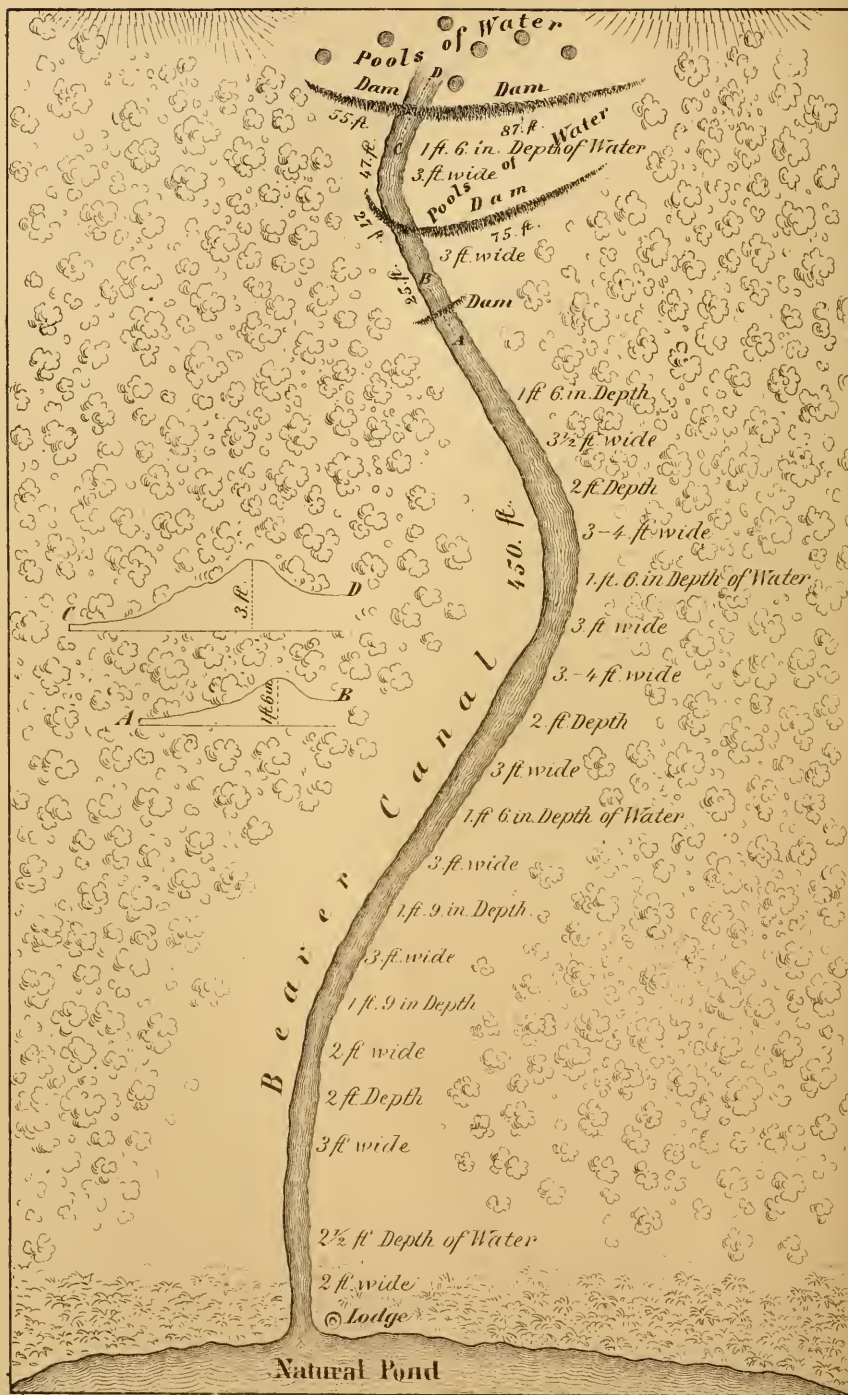 Pools of Water
D
Dam Dam
55. ft. 87. ft.
C 1 ft. 6. in. Depth of Water
47. ft. 3. ft wide
Pools of Water
Dam
27 ft. 75. ft.
3 ft. wide
B
25. ft.
Dam
A
1 ft 6. in. Depth
3½ ft wide
2 ft. Depth
3-4. ft wide
450. ft.
1. ft. 6. in Depth of Water
C D
3. ft.
3. ft wide
3.-4 ft. wide
A B
1 ft 6 in
2. ft. Depth
3 ft wide
1. ft 6. in. Depth of Water
Beaver Canal
3. ft. wide
1. ft. 9. in. Depth.
3. ft. wide
1 ft. 9 in Depth
2 ft wide
2 ft. Depth
3 ft wide
2½ ft Depth of Water
2 ft wide
Lodge
Natural Pond